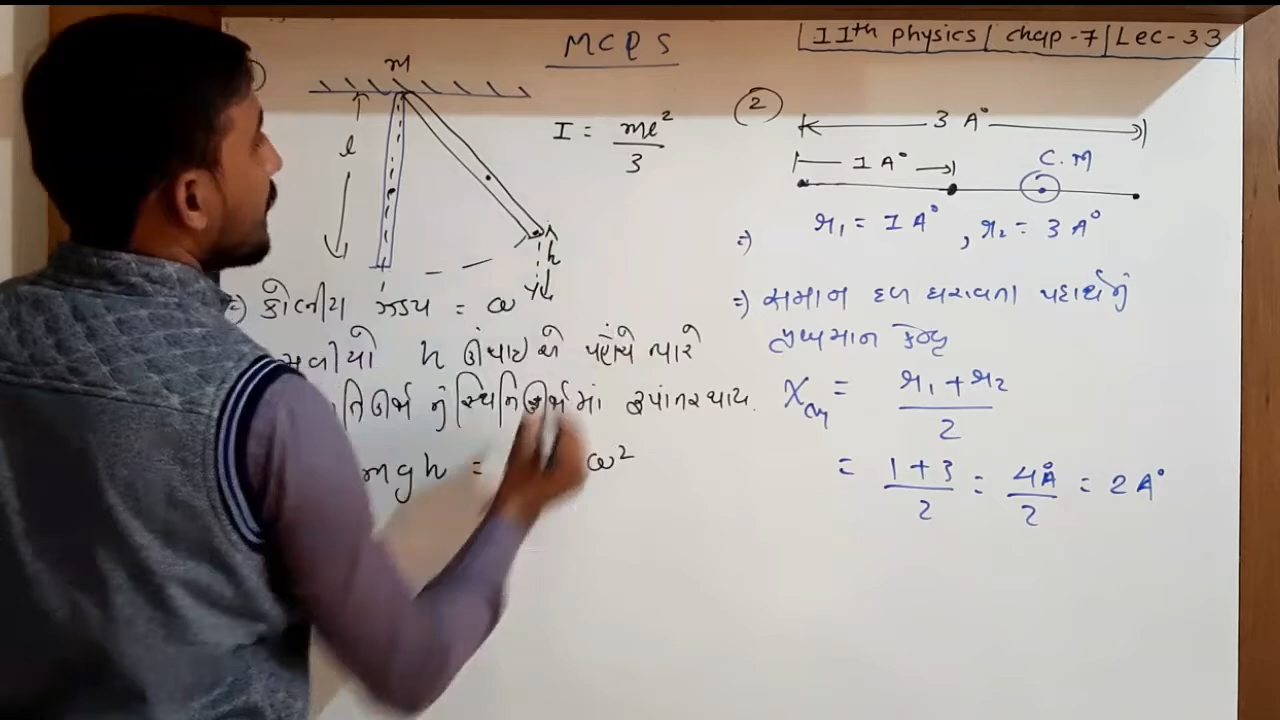 MCQS
11th physics | chap-7 | Lec-33
M
l
h
I = ml²/3
=) કોણીય ઝડપ = ω
h ઊંચાઇ એ પહોંચે ત્યારે
નું સ્થિતિઊર્જામાં રૂપાંતર થાય.
mgh = ω²
2
3 A°
1 A°
C.M
=) r₁ = 1 A°, r₂ = 3 A°
=) સમાન દળ ધરાવતા પદાર્થનું
દ્રવ્યમાન કેન્દ્ર
Xcm = r₁ + r₂ / 2
= 1+3 / 2 = 4A° / 2 = 2 A°